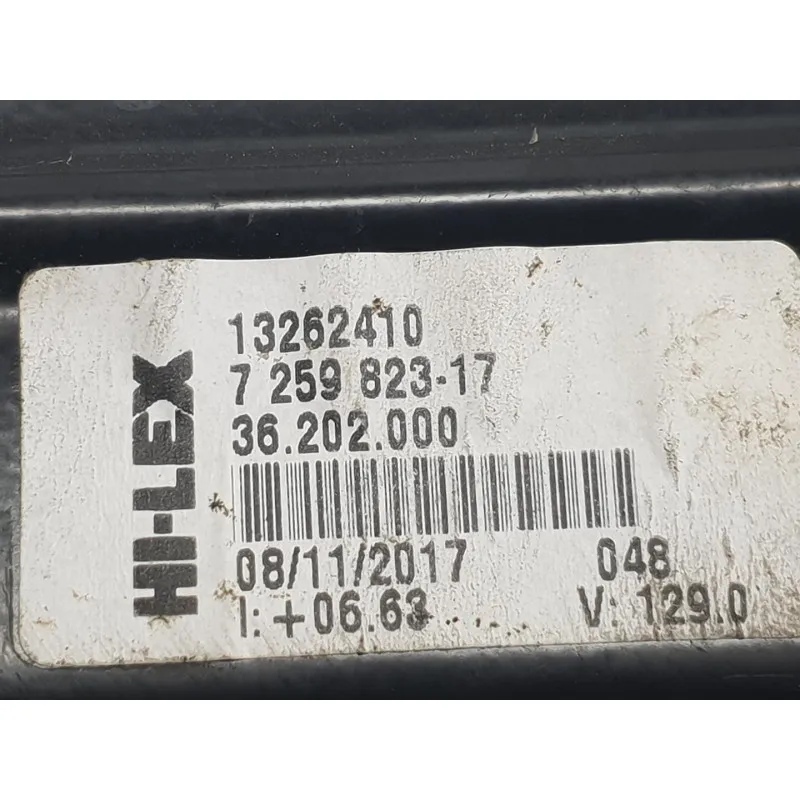 HI-LEX
13262410
7 259 823-17
36.202.000
08/11/2017 048
I: +06.63 V: 129.0